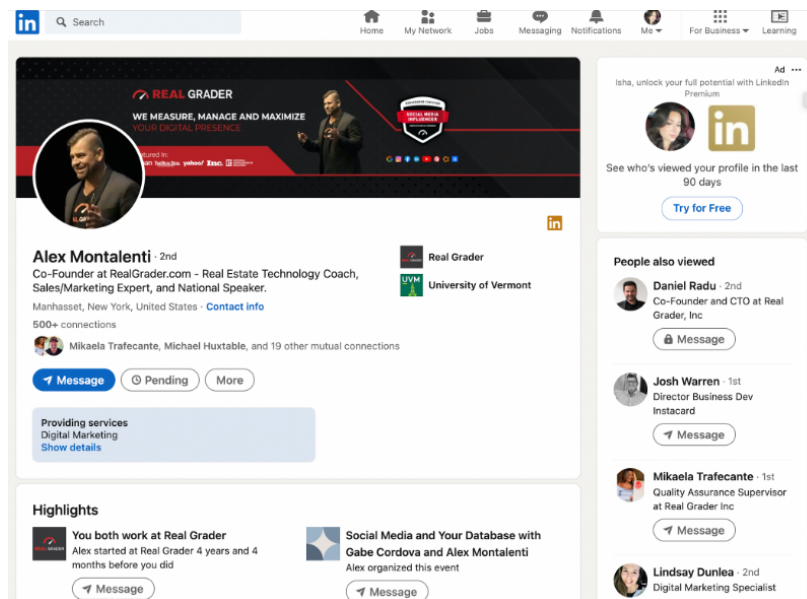 in
Search
Home
My Network
Jobs
Messaging
Notifications
Me
For Business
Learning
REAL GRADER
WE MEASURE, MANAGE AND MAXIMIZE
YOUR DIGITAL PRESENCE
yahoo! Inc.
SOCIAL MEDIA
INFLUENCER
in
Alex Montalenti · 2nd
Co-Founder at RealGrader.com - Real Estate Technology Coach,
Sales/Marketing Expert, and National Speaker.
Manhasset, New York, United States · Contact info
500+ connections
Mikaela Trafecante, Michael Huxtable, and 19 other mutual connections
Message
Pending
More
Real Grader
UVM
University of Vermont
Providing services
Digital Marketing
Show details
Highlights
You both work at Real Grader
Alex started at Real Grader 4 years and 4
months before you did
Message
Social Media and Your Database with
Gabe Cordova and Alex Montalenti
Alex organized this event
Message
Ad
Isha, unlock your full potential with LinkedIn
Premium
in
See who's viewed your profile in the last
90 days
Try for Free
People also viewed
Daniel Radu · 2nd
Co-Founder and CTO at Real
Grader, Inc
Message
Josh Warren · 1st
Director Business Dev
Instacard
Message
Mikaela Trafecante · 1st
Quality Assurance Supervisor
at Real Grader Inc
Message
Lindsay Dunlea · 2nd
Digital Marketing Specialist